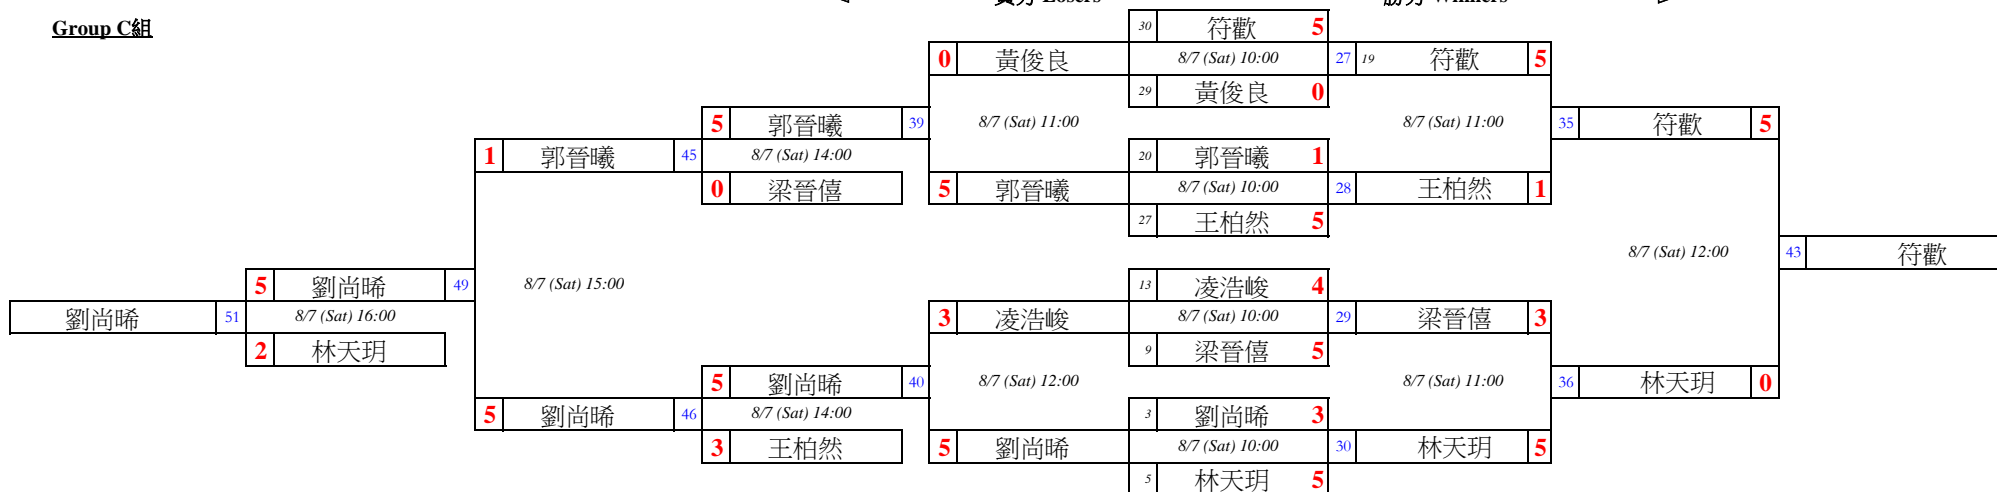 負方 Losers 勝方 Winners
Group C組
30 符歡 5
0 黃俊良 8/7 (Sat) 10:00 27 19 符歡 5
29 黃俊良 0
5 郭晉曦 39 8/7 (Sat) 11:00 8/7 (Sat) 11:00 35 符歡 5
1 郭晉曦 45 8/7 (Sat) 14:00 20 郭晉曦 1
0 梁晉僖 5 郭晉曦 8/7 (Sat) 10:00 28 王柏然 1
27 王柏然 5
8/7 (Sat) 12:00 43 符歡
5 劉尚晞 49 8/7 (Sat) 15:00 13 凌浩峻 4
劉尚晞 51 8/7 (Sat) 16:00 3 凌浩峻 8/7 (Sat) 10:00 29 梁晉僖 3
2 林天玥 9 梁晉僖 5
5 劉尚晞 40 8/7 (Sat) 12:00 8/7 (Sat) 11:00 36 林天玥 0
5 劉尚晞 46 8/7 (Sat) 14:00 3 劉尚晞 3
3 王柏然 5 劉尚晞 8/7 (Sat) 10:00 30 林天玥 5
5 林天玥 5